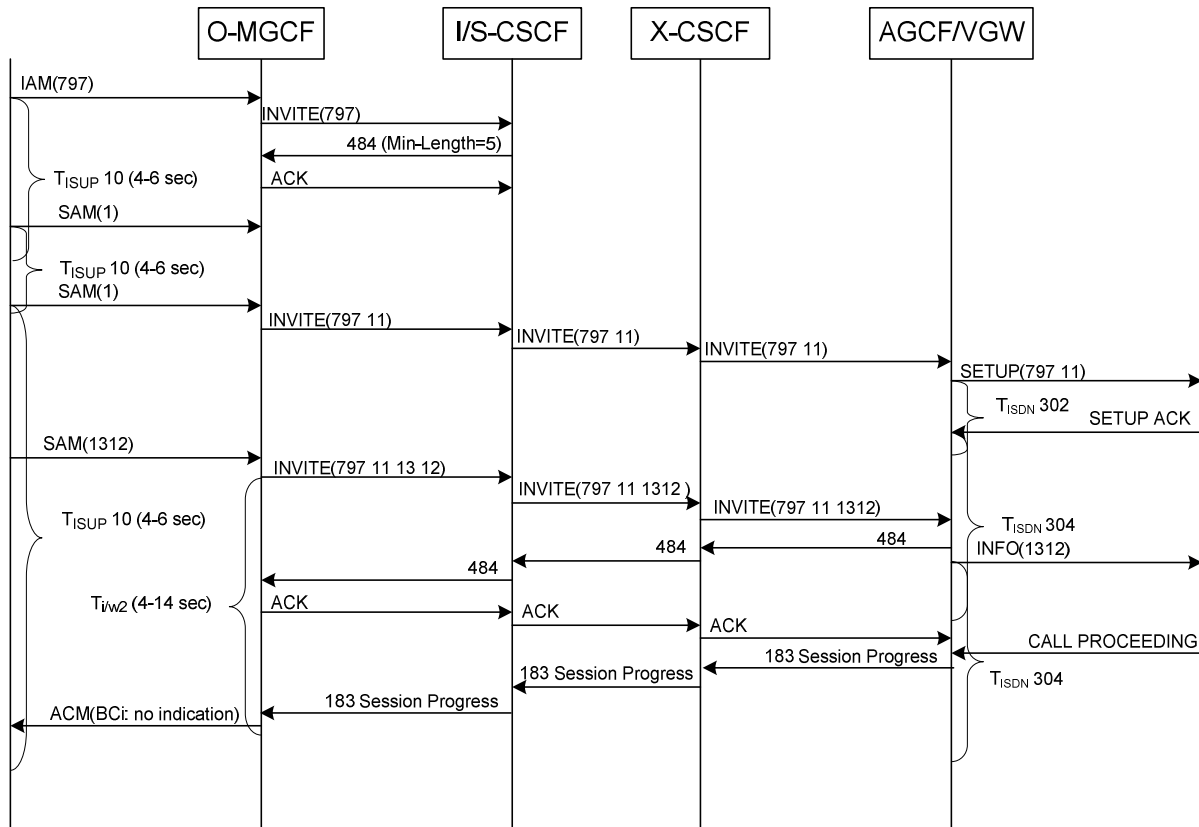 O-MGCF
I/S-CSCF
X-CSCF
AGCF/VGW
IAM(797)
INVITE(797)
484 (Min-Length=5)
TISUP 10 (4-6 sec)
ACK
SAM(1)
TISUP 10 (4-6 sec)
SAM(1)
INVITE(797 11)
INVITE(797 11)
INVITE(797 11)
SETUP(797 11)
TISDN 302
SETUP ACK
SAM(1312)
INVITE(797 11 13 12)
INVITE(797 11 1312 )
INVITE(797 11 1312)
TISUP 10 (4-6 sec)
TISDN 304
484
484
INFO(1312)
484
Ti/w2 (4-14 sec)
ACK
ACK
ACK
CALL PROCEEDING
183 Session Progress
183 Session Progress
TISDN 304
183 Session Progress
ACM(BCi: no indication)